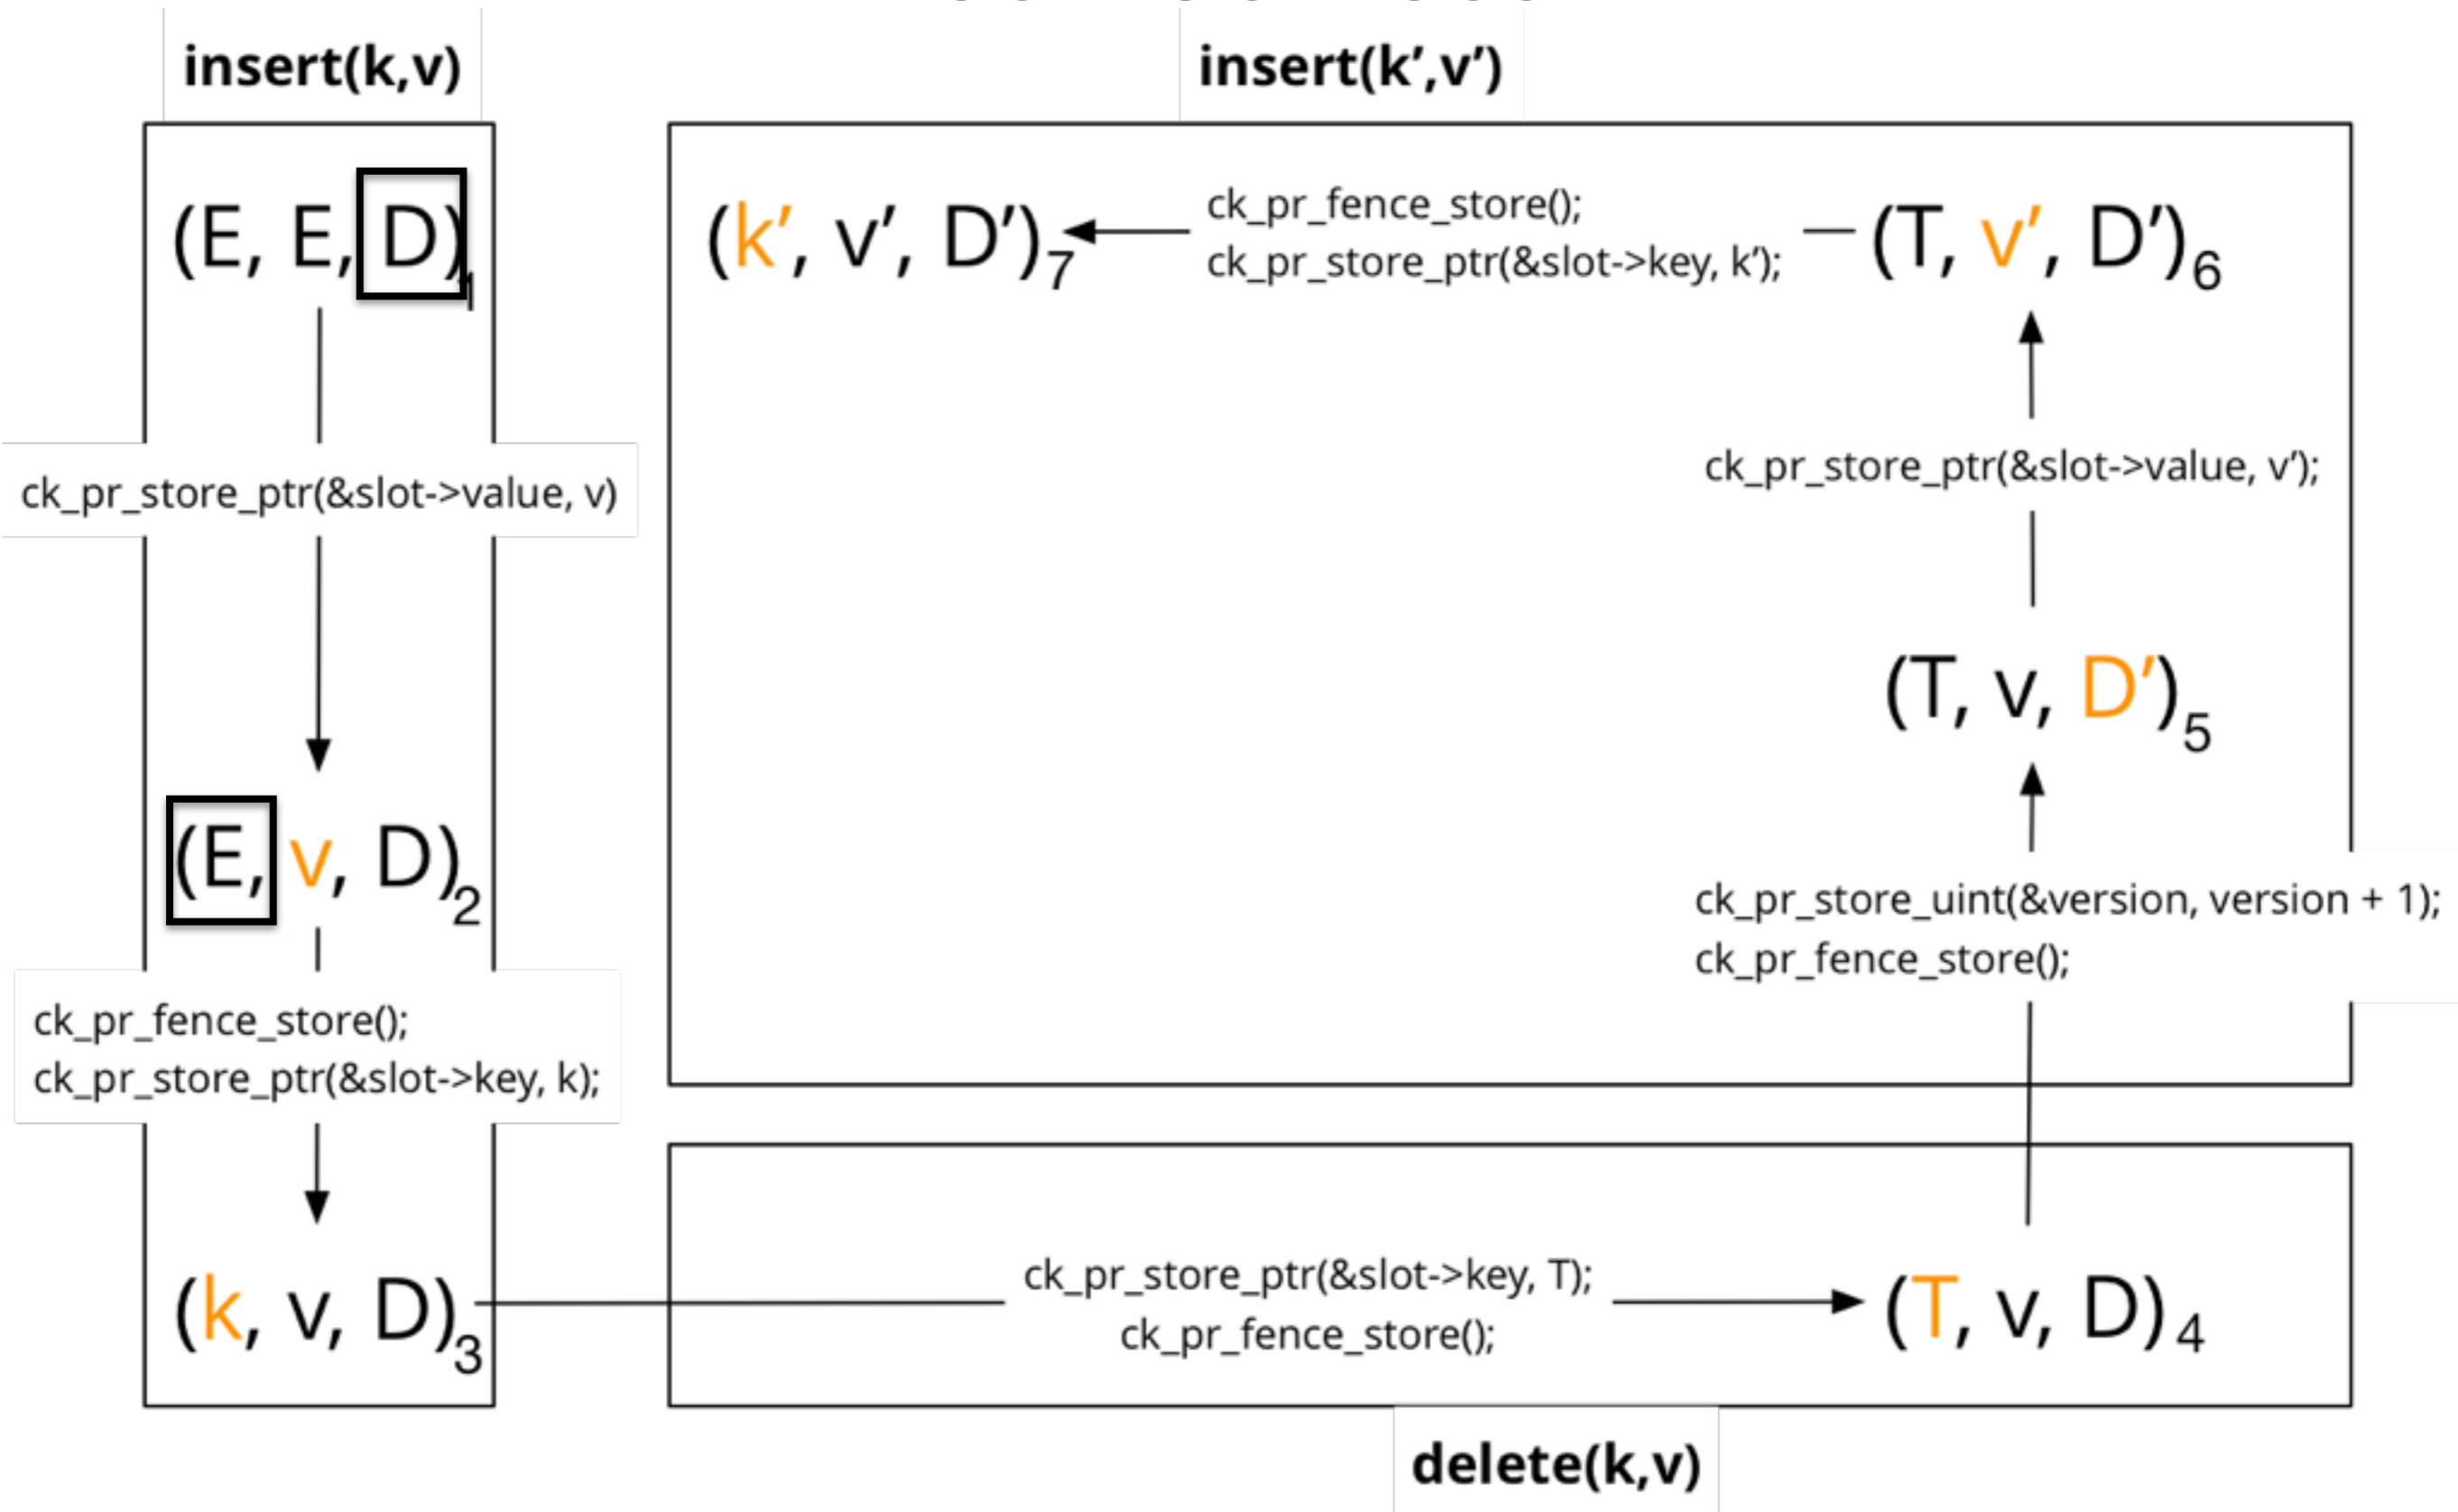 insert(k,v)
insert(k’,v’)
(E, E, D)1
ck_pr_fence_store();
ck_pr_store_ptr(&slot->key, k’);
(k’, v’, D’)7
(T, v’, D’)6
ck_pr_store_ptr(&slot->value, v)
ck_pr_store_ptr(&slot->value, v’);
(T, v, D’)5
(E, v, D)2
ck_pr_store_uint(&version, version + 1);
ck_pr_fence_store();
ck_pr_fence_store();
ck_pr_store_ptr(&slot->key, k);
(k, v, D)3
ck_pr_store_ptr(&slot->key, T);
ck_pr_fence_store();
(T, v, D)4
delete(k,v)